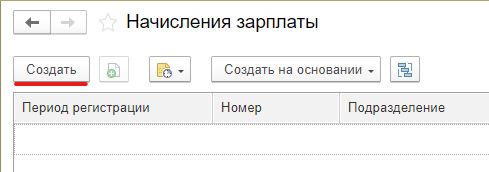 Начисления зарплаты
Создать Создать на основании
Период регистрации Номер Подразделение